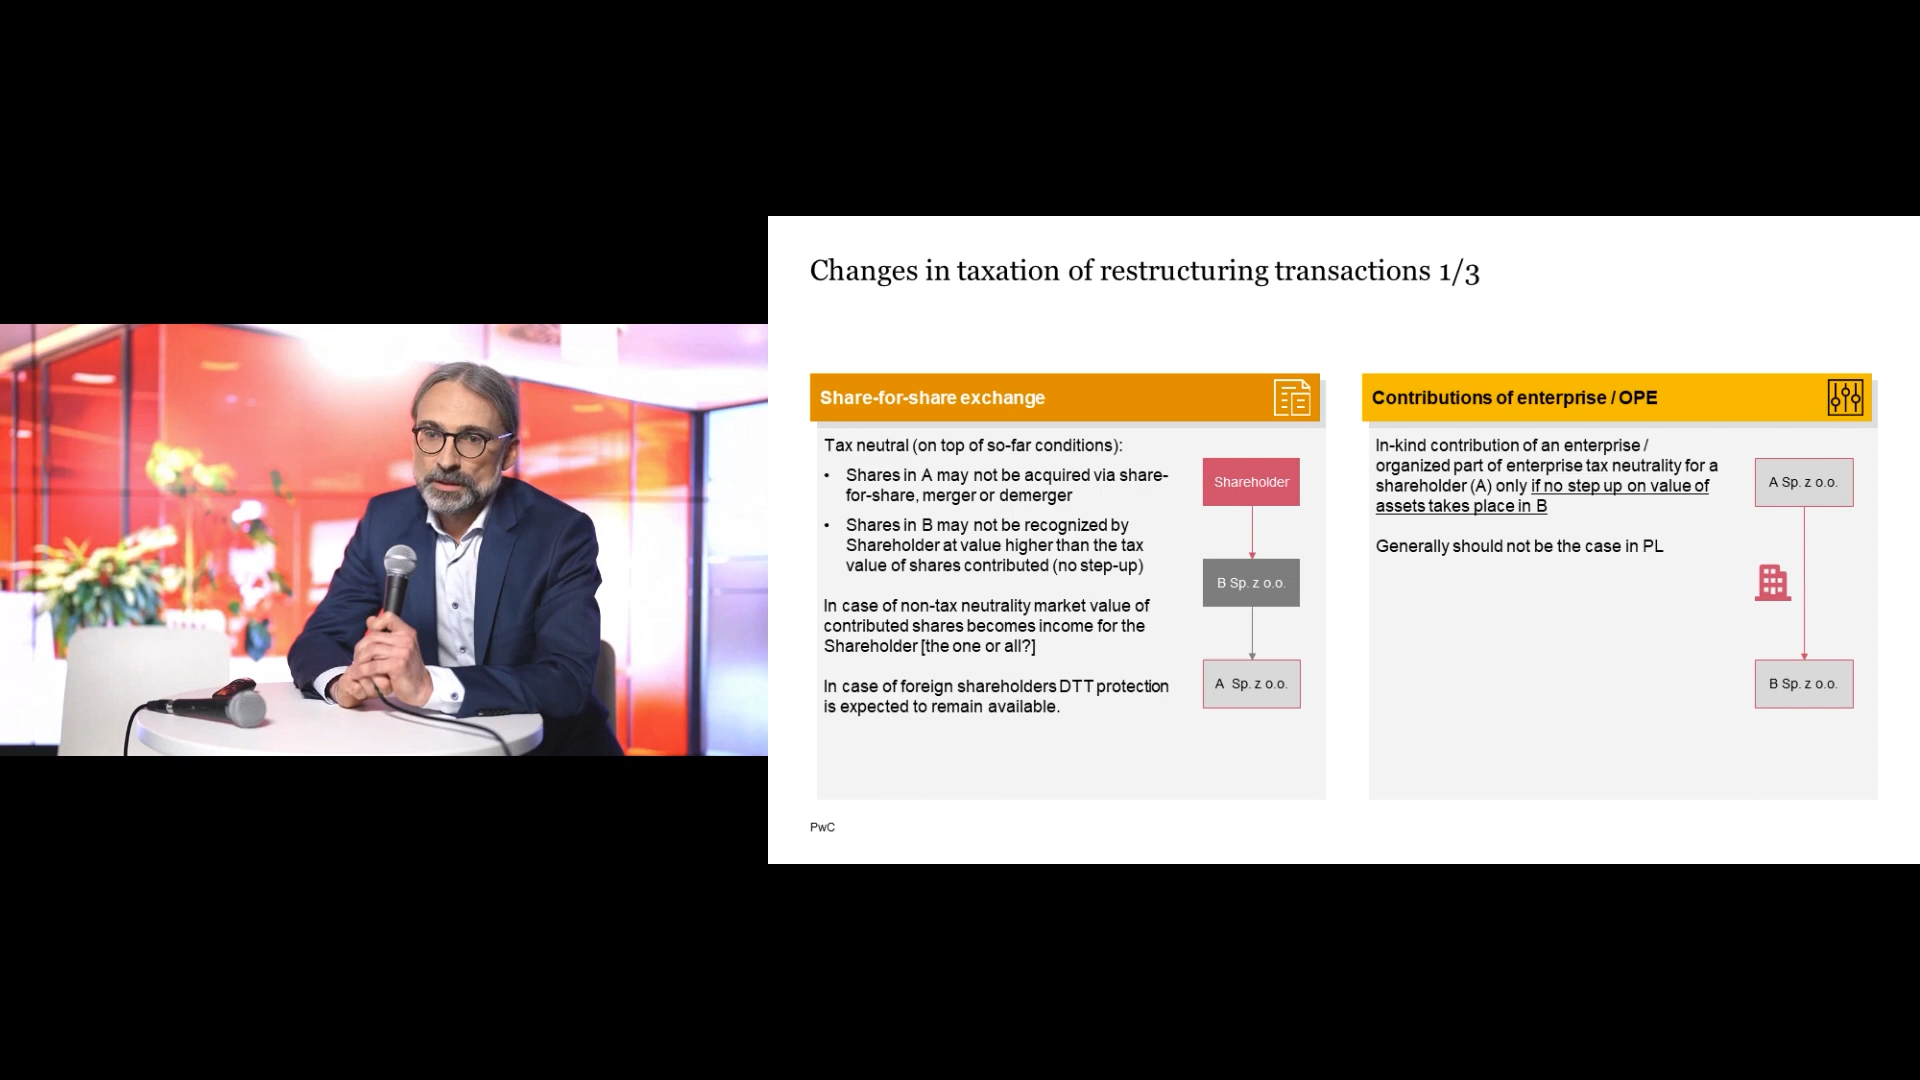 Changes in taxation of restructuring transactions 1/3
Share-for-share exchange
Tax neutral (on top of so-far conditions):
• Shares in A may not be acquired via share-
for-share, merger or demerger
• Shares in B may not be recognized by
Shareholder at value higher than the tax
value of shares contributed (no step-up)
In case of non-tax neutrality market value of
contributed shares becomes income for the
Shareholder [the one or all?]
In case of foreign shareholders DTT protection
is expected to remain available.
Shareholder
B Sp. z o.o.
A Sp. z o.o.
Contributions of enterprise / OPE
In-kind contribution of an enterprise /
organized part of enterprise tax neutrality for a
shareholder (A) only if no step up on value of
assets takes place in B
Generally should not be the case in PL
A Sp. z o.o.
B Sp. z o.o.
PwC